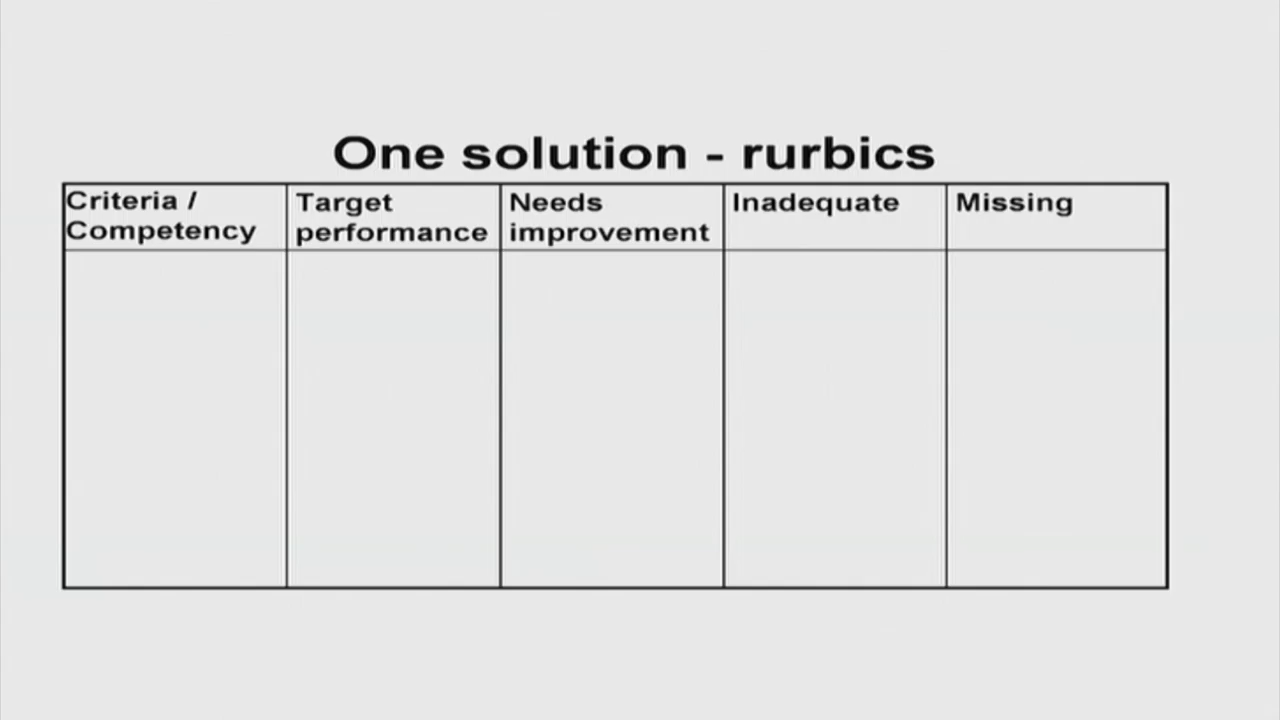 One solution - rurbics
Criteria /
Competency
Target
performance
Needs
improvement
Inadequate
Missing